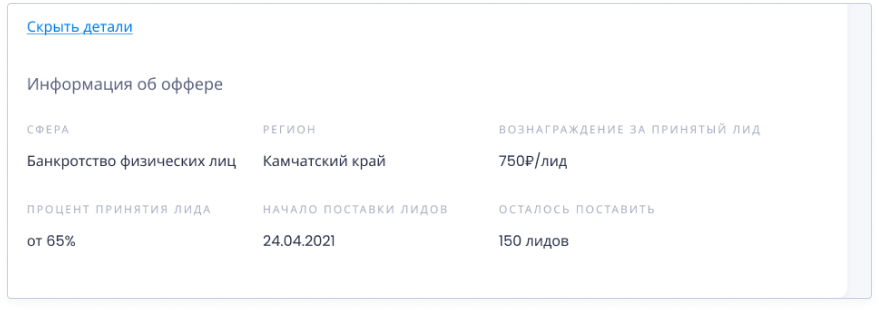 Скрыть детали
Информация об оффере
СФЕРА
РЕГИОН
ВОЗНАГРАЖДЕНИЕ ЗА ПРИНЯТЫЙ ЛИД
Банкротство физических лиц
Камчатский край
750₽/лид
ПРОЦЕНТ ПРИНЯТИЯ ЛИДА
НАЧАЛО ПОСТАВКИ ЛИДОВ
ОСТАЛОСЬ ПОСТАВИТЬ
от 65%
24.04.2021
150 лидов